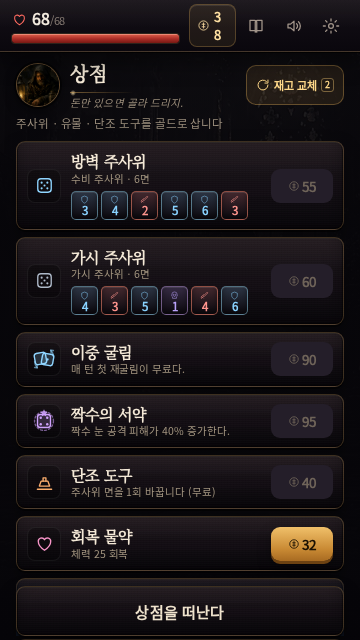 68/68
3
8
상점
돈만 있으면 골라 드리지.
재고 교체 2
주사위 · 유물 · 단조 도구를 골드로 삽니다
방벽 주사위
수비 주사위 · 6면
55
3 4 2 5 6 3
가시 주사위
수비 주사위 · 6면
60
4 3 5 1 4 6
이중 굴림
매 턴 첫 재굴림이 무료다.
90
짝수의 서약
짝수 눈 공격 피해가 40% 증가한다.
95
단조 도구
주사위 면을 1회 바꿉니다 (무료)
40
회복 물약
체력 25 회복
32
상점을 떠난다